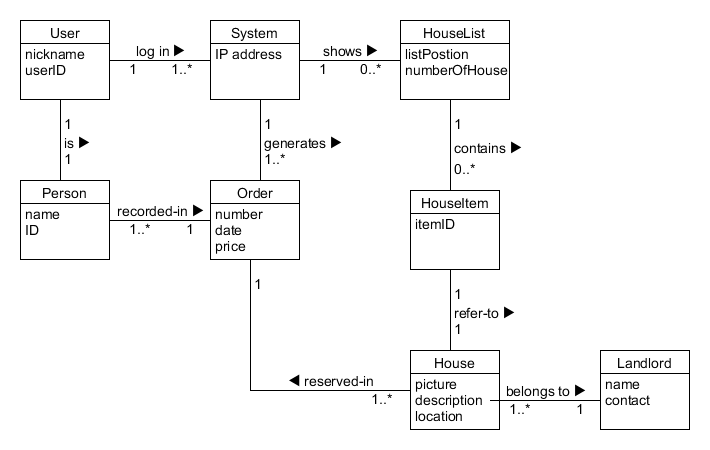 User
nickname
userID
log in ▶
1
1..*
System
IP address
shows ▶
1
0..*
HouseList
listPostion
numberOfHouse
1
is ▶
1
1
generates ▶
1..*
1
contains ▶
0..*
Person
name
ID
recorded-in ▶
1..*
1
Order
number
date
price
HouseItem
itemID
1
1
refer-to ▶
1
◀ reserved-in
1..*
House
picture
description
location
belongs to ▶
1..*
1
Landlord
name
contact